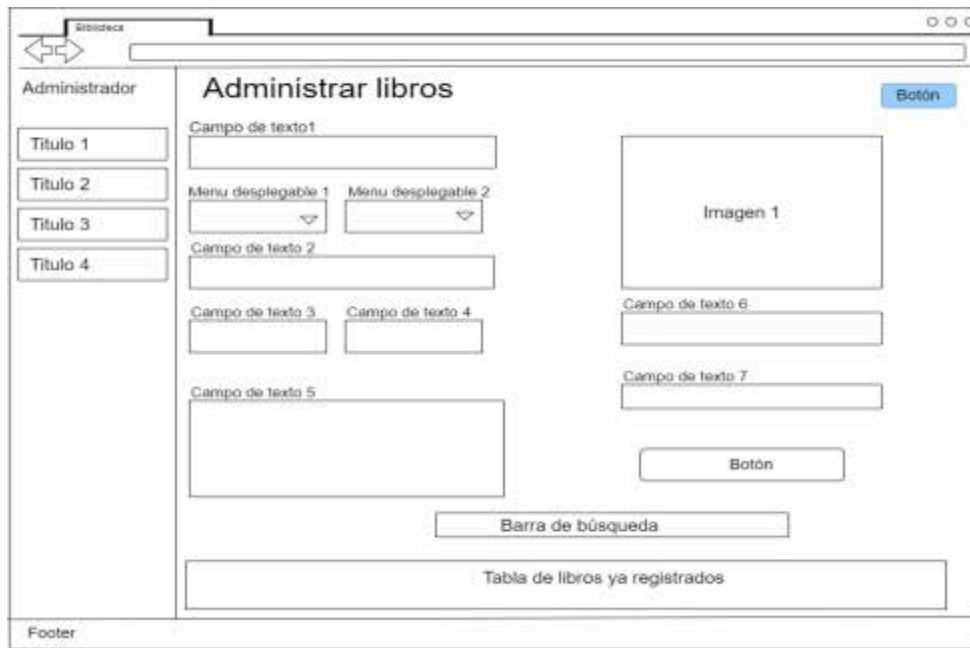 Biblioteca
Administrador
Titulo 1
Titulo 2
Titulo 3
Titulo 4
Administrar libros
Botón
Campo de texto1
Menu desplegable 1
Menu desplegable 2
Campo de texto 2
Campo de texto 3
Campo de texto 4
Campo de texto 5
Imagen 1
Campo de texto 6
Campo de texto 7
Botón
Barra de búsqueda
Tabla de libros ya registrados
Footer